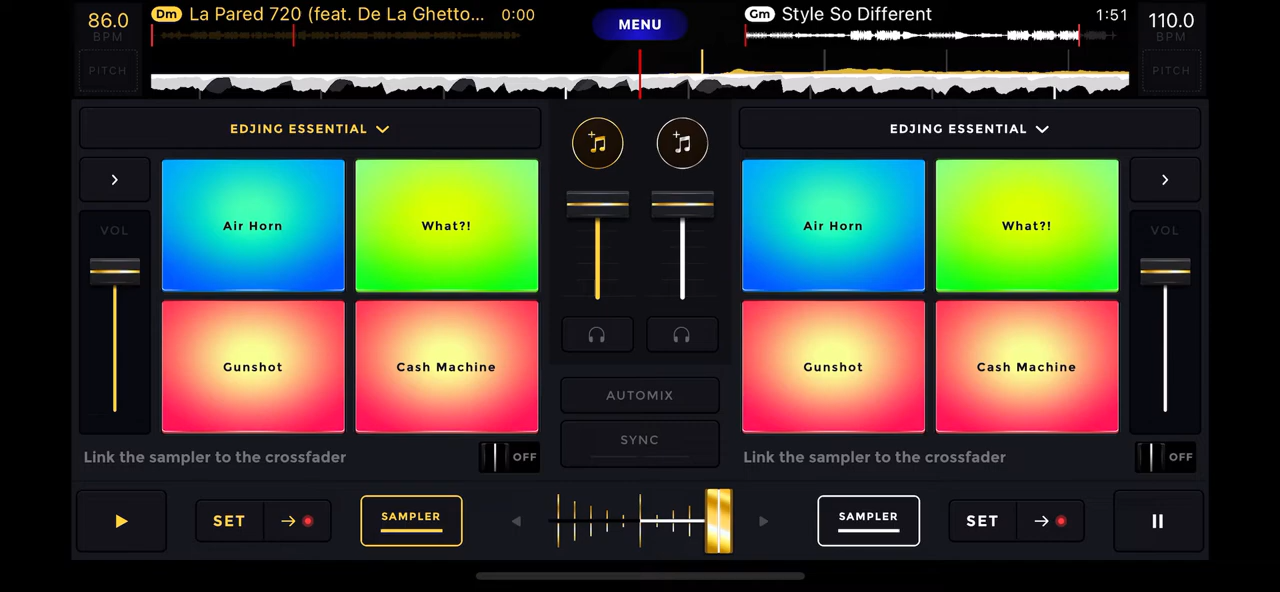 86.0
BPM
PITCH
Dm La Pared 720 (feat. De La Ghetto... 0:00
MENU
Gm Style So Different 1:51
110.0
BPM
PITCH
EDJING ESSENTIAL
EDJING ESSENTIAL
VOL
Air Horn
What?!
Gunshot
Cash Machine
Air Horn
What?!
Gunshot
Cash Machine
VOL
AUTOMIX
SYNC
Link the sampler to the crossfader OFF
Link the sampler to the crossfader OFF
SET
SAMPLER
SAMPLER
SET